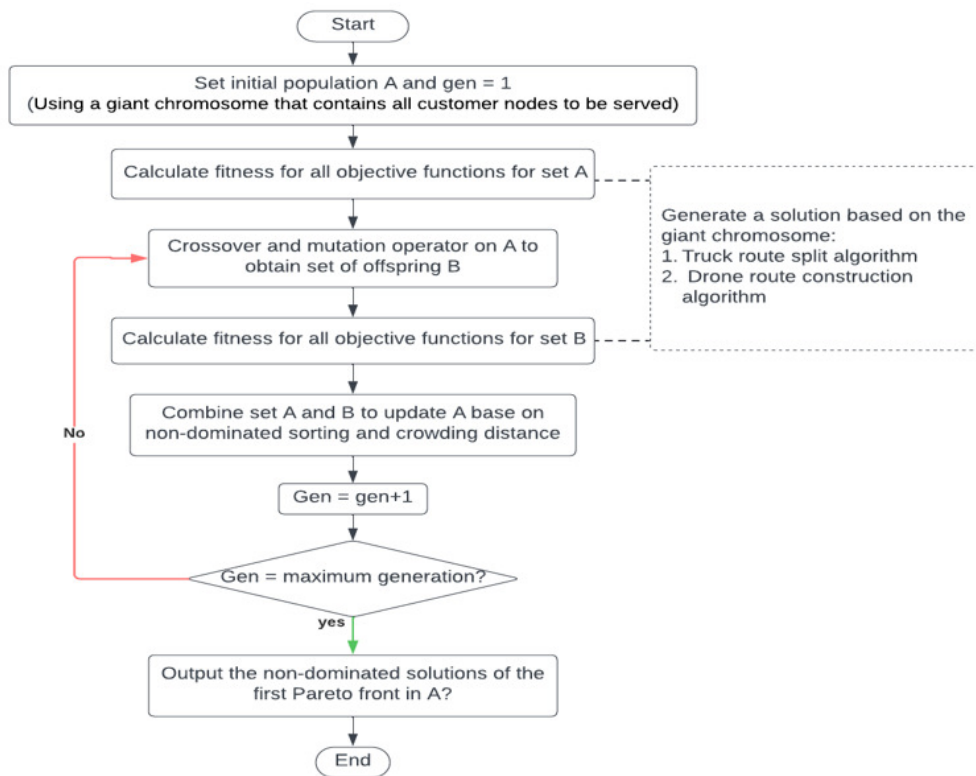 Start
Set initial population A and gen = 1
(Using a giant chromosome that contains all customer nodes to be served)
Calculate fitness for all objective functions for set A
Generate a solution based on the
giant chromosome:
1. Truck route split algorithm
2. Drone route construction
algorithm
Crossover and mutation operator on A to
obtain set of offspring B
Calculate fitness for all objective functions for set B
Combine set A and B to update A base on
non-dominated sorting and crowding distance
No
Gen = gen+1
Gen = maximum generation?
yes
Output the non-dominated solutions of the
first Pareto front in A?
End